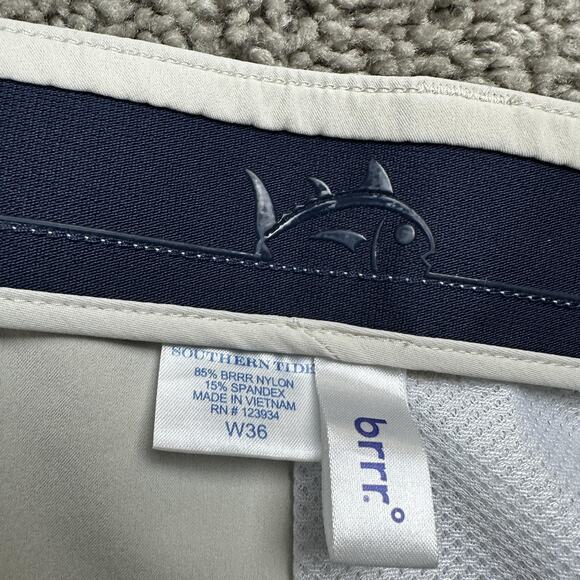 SOUTHERN TIDE
85% BRRR NYLON
15% SPANDEX
MADE IN VIETNAM
RN # 123934
W36
brrr.°